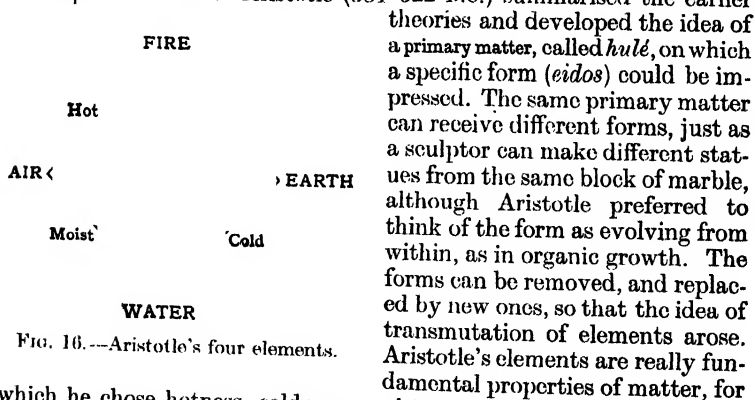 summarised the earlier
theories and developed the idea of
a primary matter, called hulé, on which
a specific form (eidos) could be im-
pressed. The same primary matter
can receive different forms, just as
a sculptor can make different stat-
ues from the same block of marble,
although Aristotle preferred to
think of the form as evolving from
within, as in organic growth. The
forms can be removed, and replac-
ed by new ones, so that the idea of
transmutation of elements arose.
Aristotle's elements are really fun-
damental properties of matter, for
FIRE
Hot
AIR
EARTH
Moist
Cold
WATER
FIG. 16.—Aristotle's four elements.
which he chose hotness,